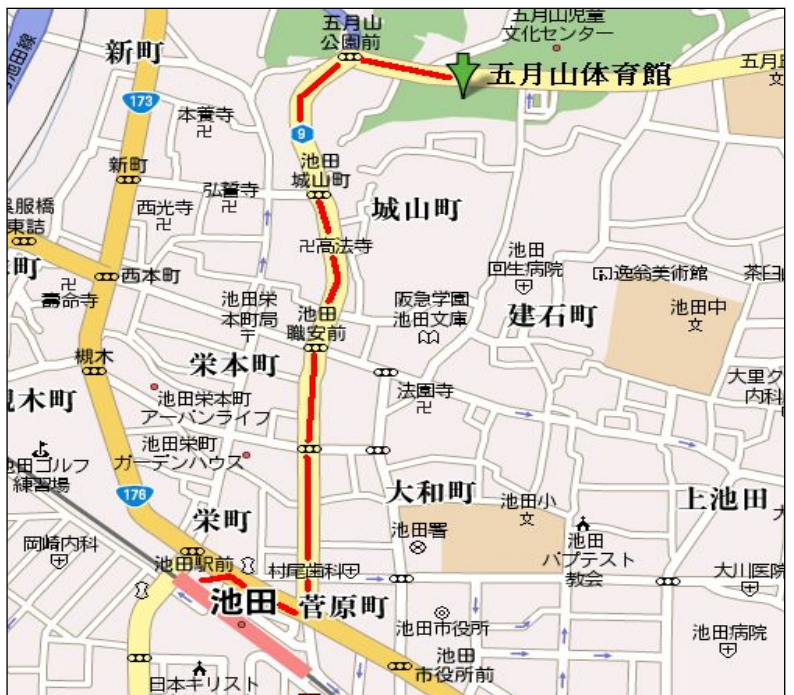 五月山
公園前
五月山児童
文化センター
新町
五月山体育館
173
本養寺
9
新町
池田
城山町
弘誓寺
西光寺
城山町
呉服橋
東詰
高法寺
池田
回生病院
逸翁美術館
西本町
壽命寺
池田栄
本町局
池田
職安前
阪急学園
池田文庫
建石町
池田中
槻木
栄本町
法園寺
池田栄本町
アーバンライフ
池田栄町
ガーデンハウス
池田ゴルフ
練習場
176
大和町
池田小
上池田
栄町
池田署
池田
バプテスト
教会
岡崎内科
池田駅前
村尾歯科
大川医院
池田
菅原町
池田市役所
池田病院
池田
市役所前
日本キリスト